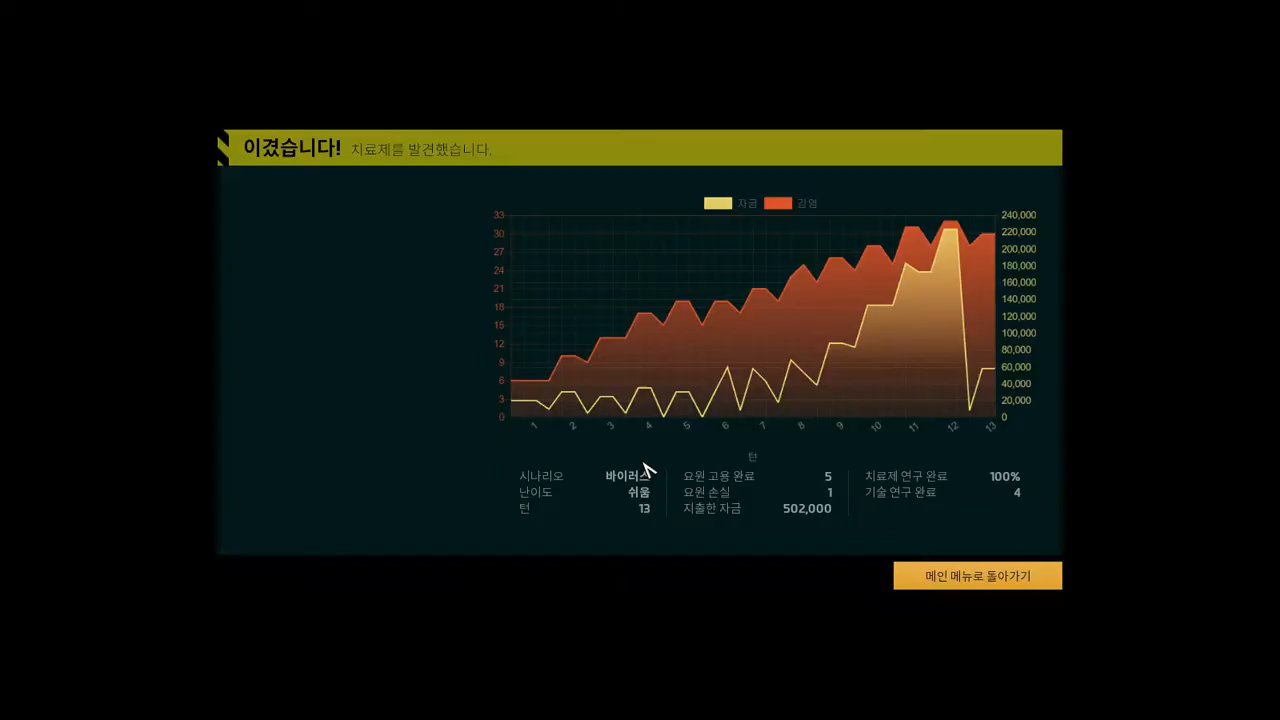 이겼습니다! 치료제를 발견했습니다.
자금 감염
33 240,000
30 220,000
27 200,000
24 180,000
21 160,000
18 140,000
15 120,000
12 100,000
9 80,000
6 60,000
3 40,000
0 20,000
0
1 2 3 4 5 6 7 8 9 10 11 12 13
턴
시나리오 바이러스 요원 고용 완료 5 치료제 연구 완료 100%
난이도 쉬움 요원 손실 1 기술 연구 완료 4
턴 13 지출한 자금 502,000
메인 메뉴로 돌아가기